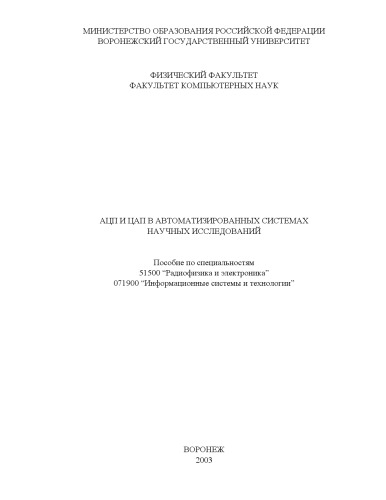 МИНИСТЕРСТВО ОБРАЗОВАНИЯ РОССИЙСКОЙ ФЕДЕРАЦИИ
ВОРОНЕЖСКИЙ ГОСУДАРСТВЕННЫЙ УНИВЕРСИТЕТ
ФИЗИЧЕСКИЙ ФАКУЛЬТЕТ
ФАКУЛЬТЕТ КОМПЬЮТЕРНЫХ НАУК
АЦП И ЦАП В АВТОМАТИЗИРОВАННЫХ СИСТЕМАХ
НАУЧНЫХ ИССЛЕДОВАНИЙ
Пособие по специальностям
51500 “Радиофизика и электроника”
071900 “Информационные системы и технологии”
ВОРОНЕЖ
2003